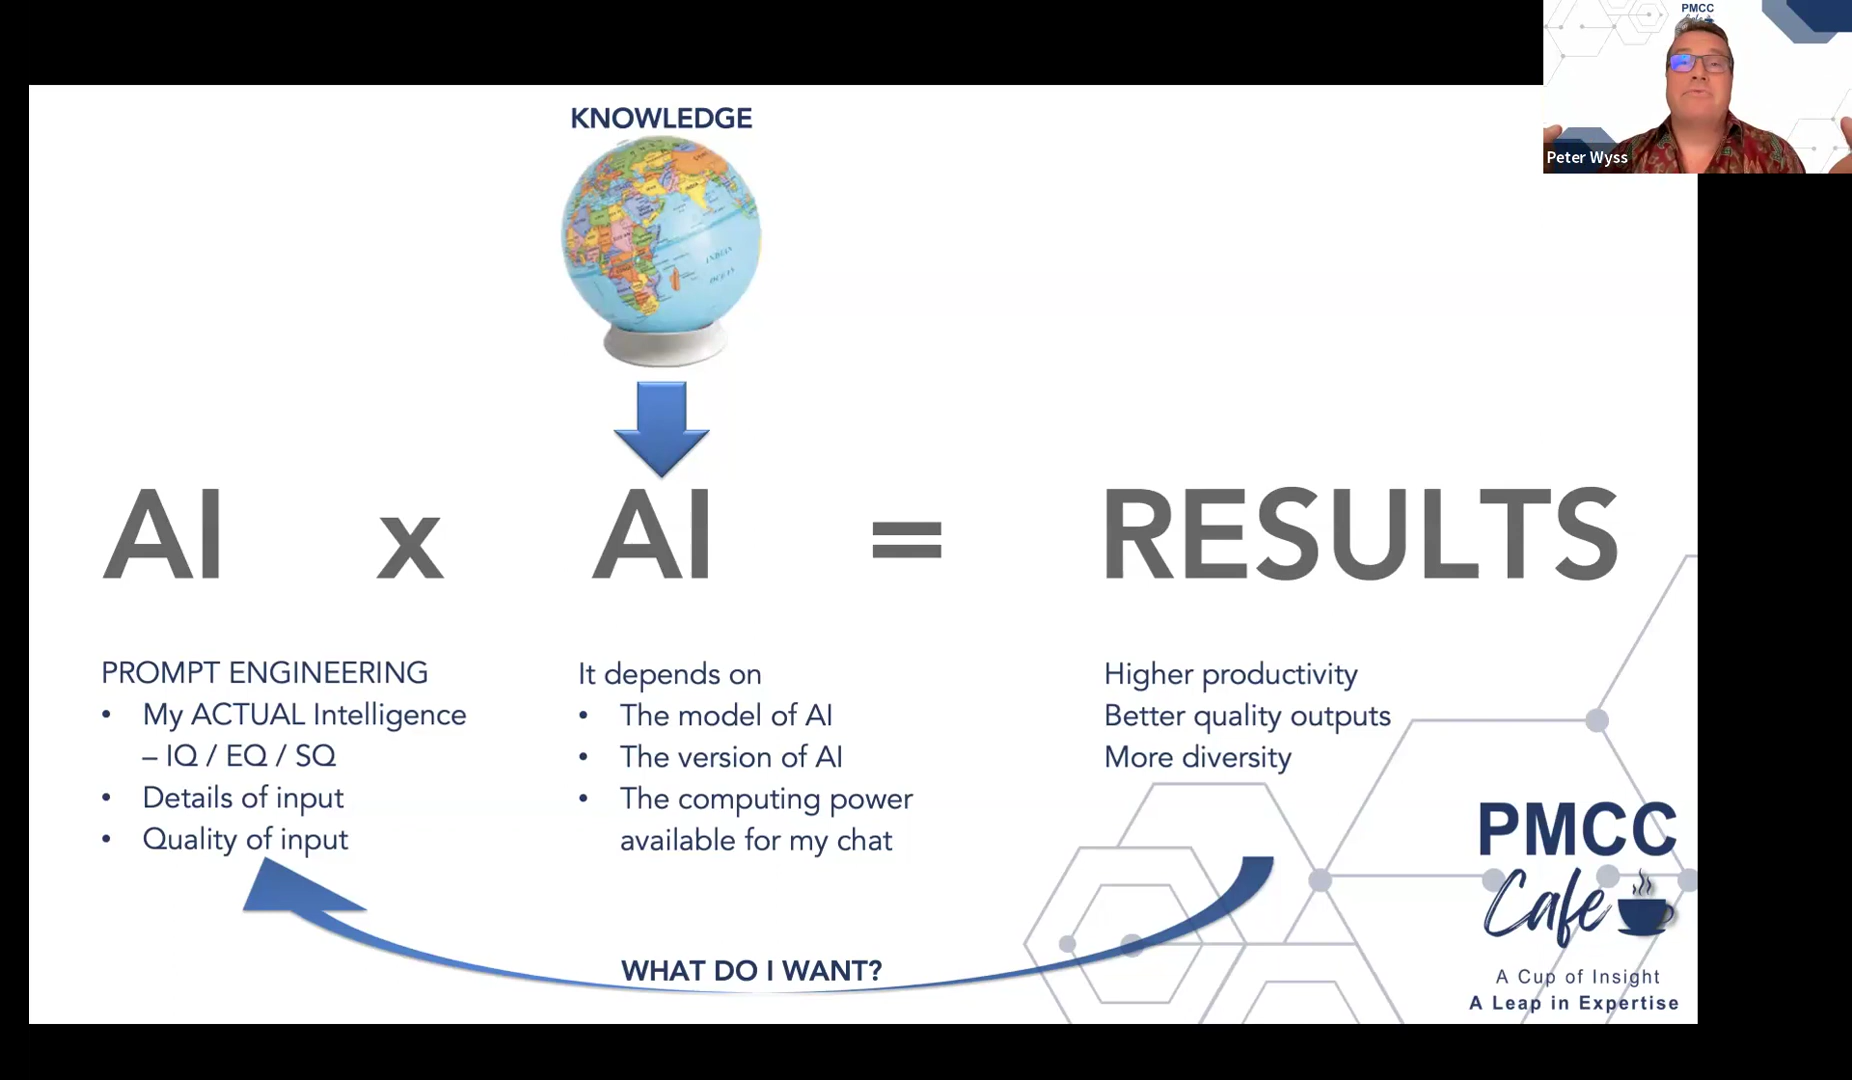 PMCC
Peter Wyss
KNOWLEDGE
INDIA
INDIAN
OCEAN
AI x AI = RESULTS
PROMPT ENGINEERING
• My ACTUAL Intelligence
– IQ / EQ / SQ
• Details of input
• Quality of input
It depends on
• The model of AI
• The version of AI
• The computing power
available for my chat
Higher productivity
Better quality outputs
More diversity
WHAT DO I WANT?
PMCC
Cafe
A Cup of Insight
A Leap in Expertise